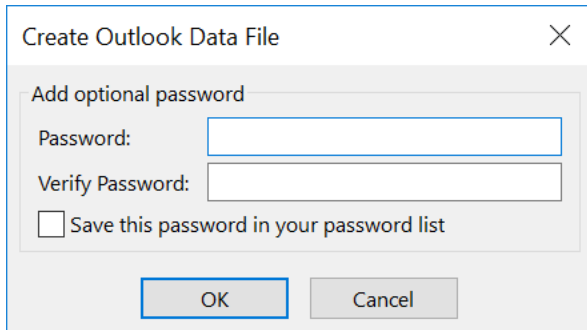 Create Outlook Data File
Add optional password
Password:
Verify Password:
Save this password in your password list
OK
Cancel